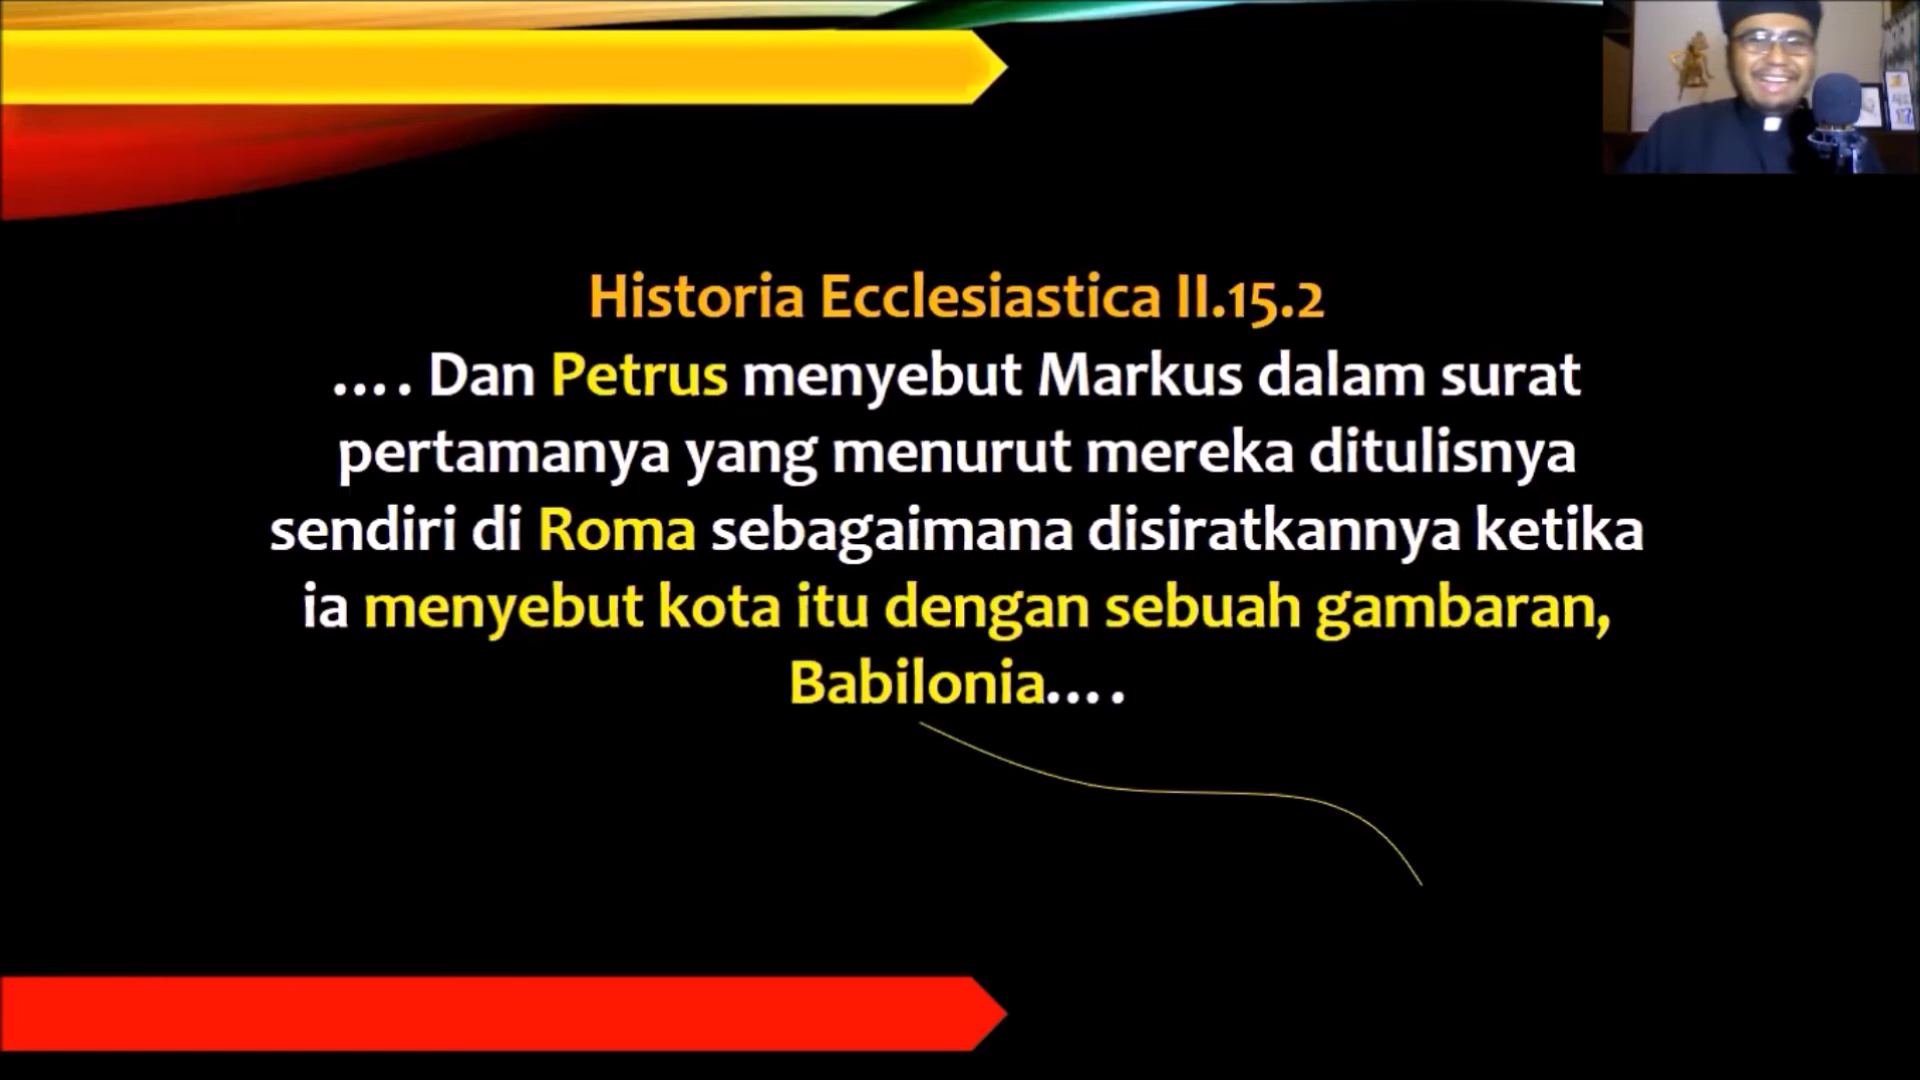 Historia Ecclesiastica II.15.2
.... Dan Petrus menyebut Markus dalam surat
pertamanya yang menurut mereka ditulisnya
sendiri di Roma sebagaimana disiratkannya ketika
ia menyebut kota itu dengan sebuah gambaran,
Babilonia....